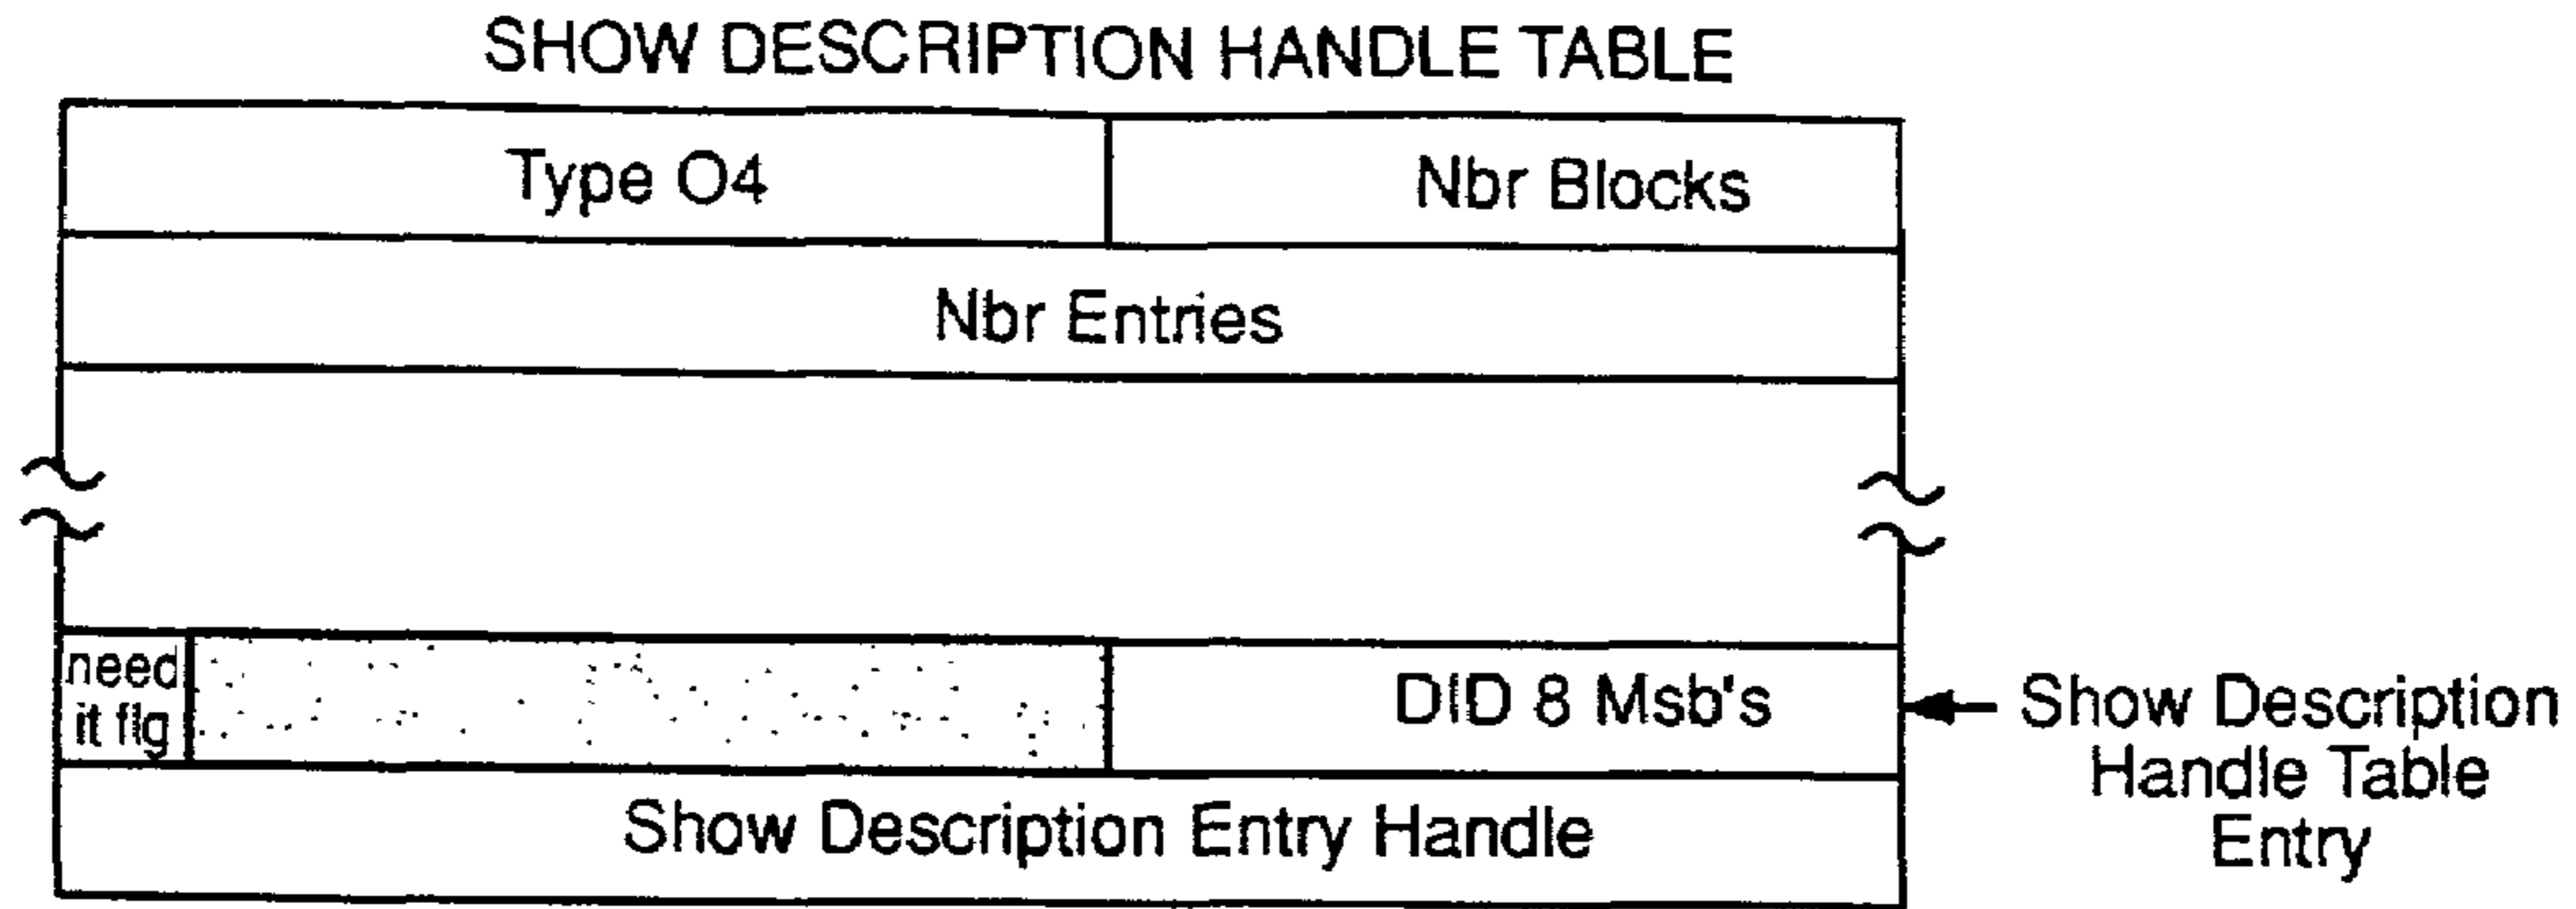 SHOW DESCRIPTION HANDLE TABLE
Type O4
Nbr Blocks
Nbr Entries
need
it flg
DID 8 Msb's
Show Description
Handle Table
Entry
Show Description Entry Handle